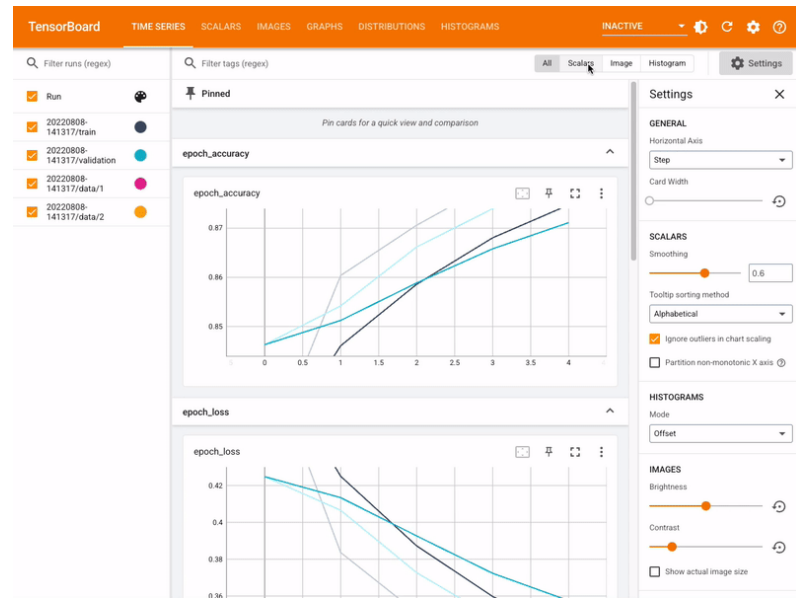 TensorBoard
TIME SERIES SCALARS IMAGES GRAPHS DISTRIBUTIONS HISTOGRAMS
INACTIVE
Filter runs (regex)
Run
20220808-
141317/train
20220808-
141317/validation
20220808-
141317/data/1
20220808-
141317/data/2
Filter tags (regex)
All Scalars Image Histogram
Settings
Pinned
Pin cards for a quick view and comparison
epoch_accuracy
epoch_accuracy
0.87
0.86
0.85
0 0.5 1 1.5 2 2.5 3 3.5 4
epoch_loss
epoch_loss
0.42
0.4
0.38
0.36
Settings
GENERAL
Horizontal Axis
Step
Card Width
SCALARS
Smoothing
0.6
Tooltip sorting method
Alphabetical
Ignore outliers in chart scaling
Partition non-monotonic X axis
HISTOGRAMS
Mode
Offset
IMAGES
Brightness
Contrast
Show actual image size